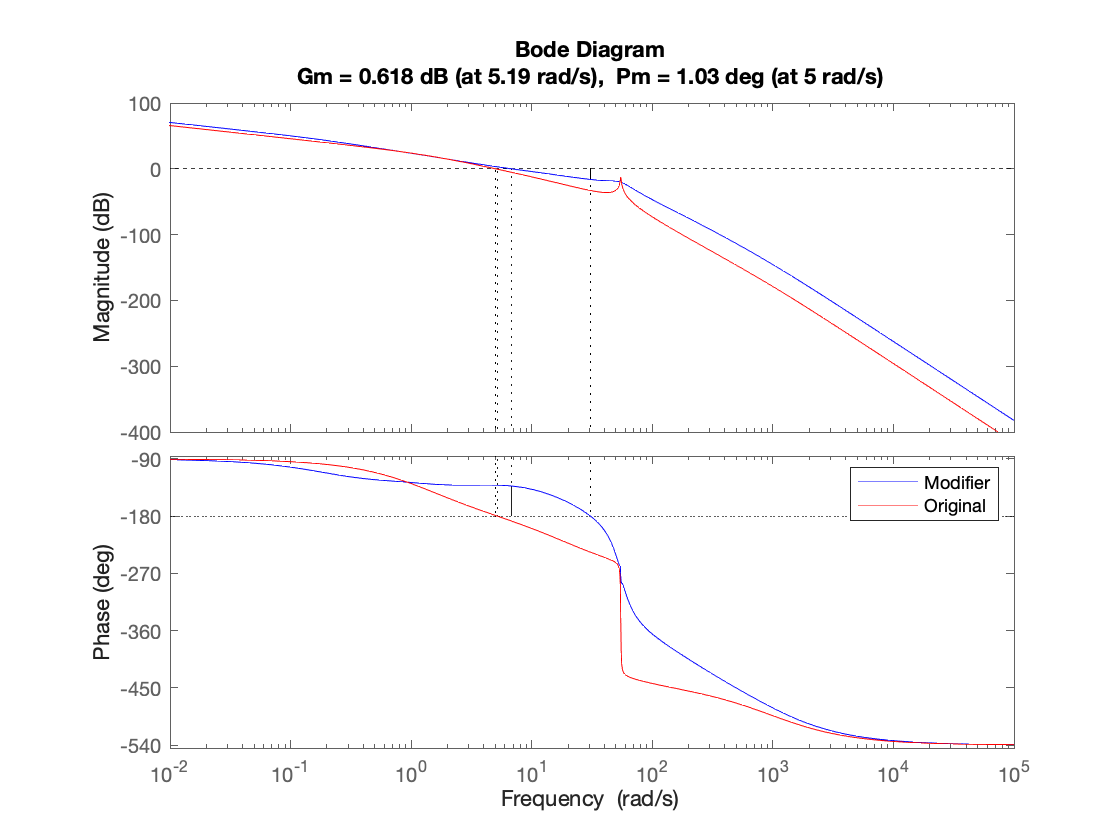 Bode Diagram
Gm = 0.618 dB (at 5.19 rad/s),  Pm = 1.03 deg (at 5 rad/s)
Magnitude (dB)
100
0
-100
-200
-300
-400
Phase (deg)
-90
-180
-270
-360
-450
-540
Modifier
Original
10^-2
10^-1
10^0
10^1
10^2
10^3
10^4
10^5
Frequency  (rad/s)